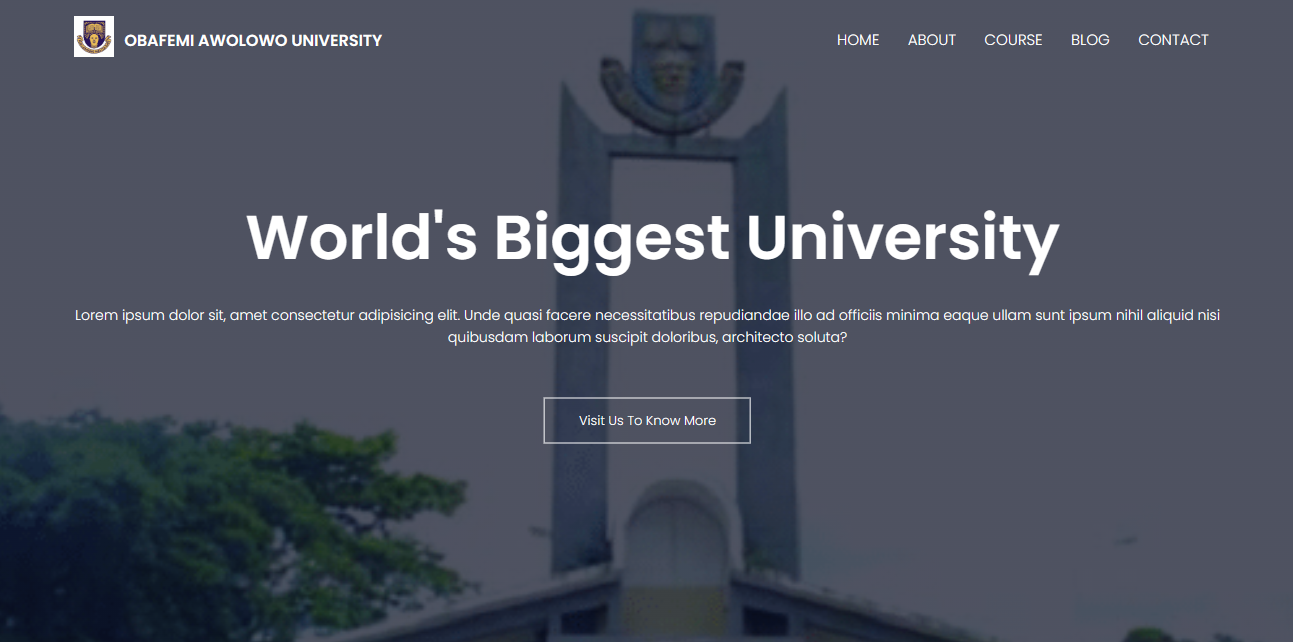 OBAFEMI AWOLOWO UNIVERSITY
HOME ABOUT COURSE BLOG CONTACT
World's Biggest University
Lorem ipsum dolor sit, amet consectetur adipisicing elit. Unde quasi facere necessitatibus repudiandae illo ad officiis minima eaque ullam sunt ipsum nihil aliquid nisi
quibusdam laborum suscipit doloribus, architecto soluta?
Visit Us To Know More